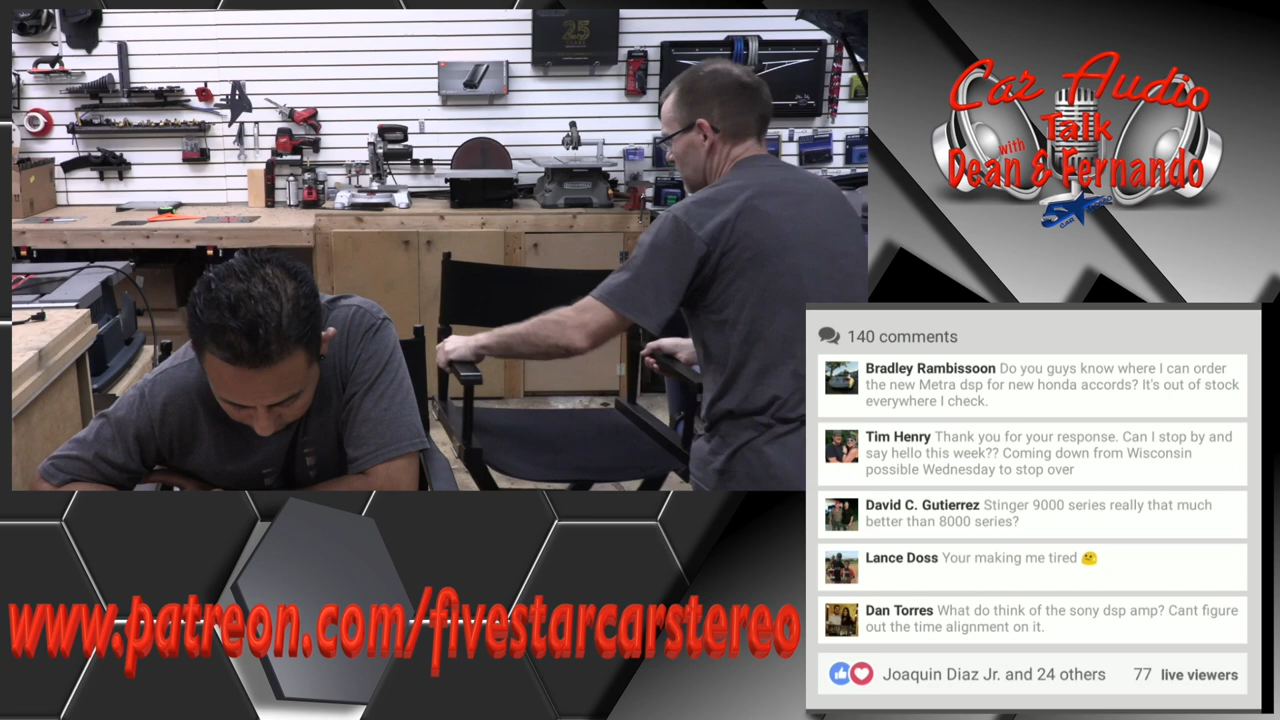 25
Car Audio
Talk
with
Dean & Fernando
5
140 comments
Bradley Rambissoon Do you guys know where I can order
the new Metra dsp for new honda accords? It's out of stock
everywhere I check.
Tim Henry Thank you for your response. Can I stop by and
say hello this week?? Coming down from Wisconsin
possible Wednesday to stop over
David C. Gutierrez Stinger 9000 series really that much
better than 8000 series?
Lance Doss Your making me tired
Dan Torres What do think of the sony dsp amp? Cant figure
out the time alignment on it.
Joaquin Diaz Jr. and 24 others 77 live viewers
www.patreon.com/fivestarcarstereo